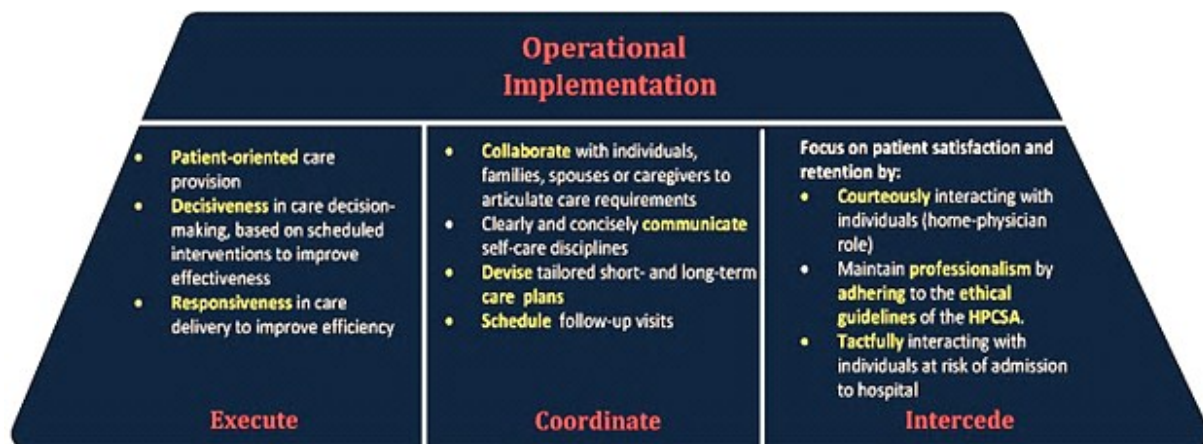 Operational
Implementation
• Patient-oriented care
provision
• Decisiveness in care decision-
making, based on scheduled
interventions to improve
effectiveness
• Responsiveness in care
delivery to improve efficiency
Execute
• Collaborate with individuals,
families, spouses or caregivers to
articulate care requirements
• Clearly and concisely communicate
self-care disciplines
• Devise tailored short- and long-term
care plans
• Schedule follow-up visits
Coordinate
Focus on patient satisfaction and
retention by:
• Courteously interacting with
individuals (home-physician
role)
• Maintain professionalism by
adhering to the ethical
guidelines of the HPCSA.
• Tactfully interacting with
individuals at risk of admission
to hospital
Intercede